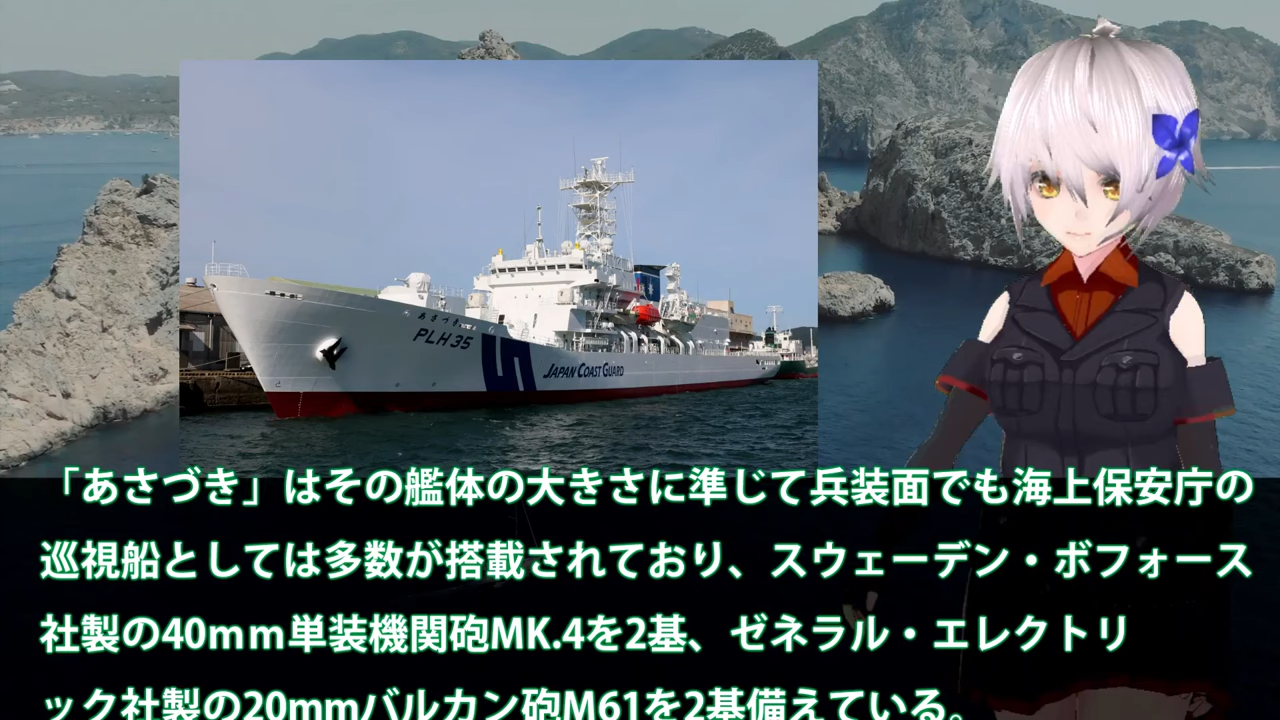 あさづき
PLH35
JAPAN COAST GUARD
「あさづき」はその艦体の大きさに準じて兵装面でも海上保安庁の
巡視船としては多数が搭載されており、スウェーデン・ボフォース
社製の40mm単装機関砲MK.4を2基、ゼネラル・エレクトリ
ック社製の20mmバルカン砲M61を2基備えている。